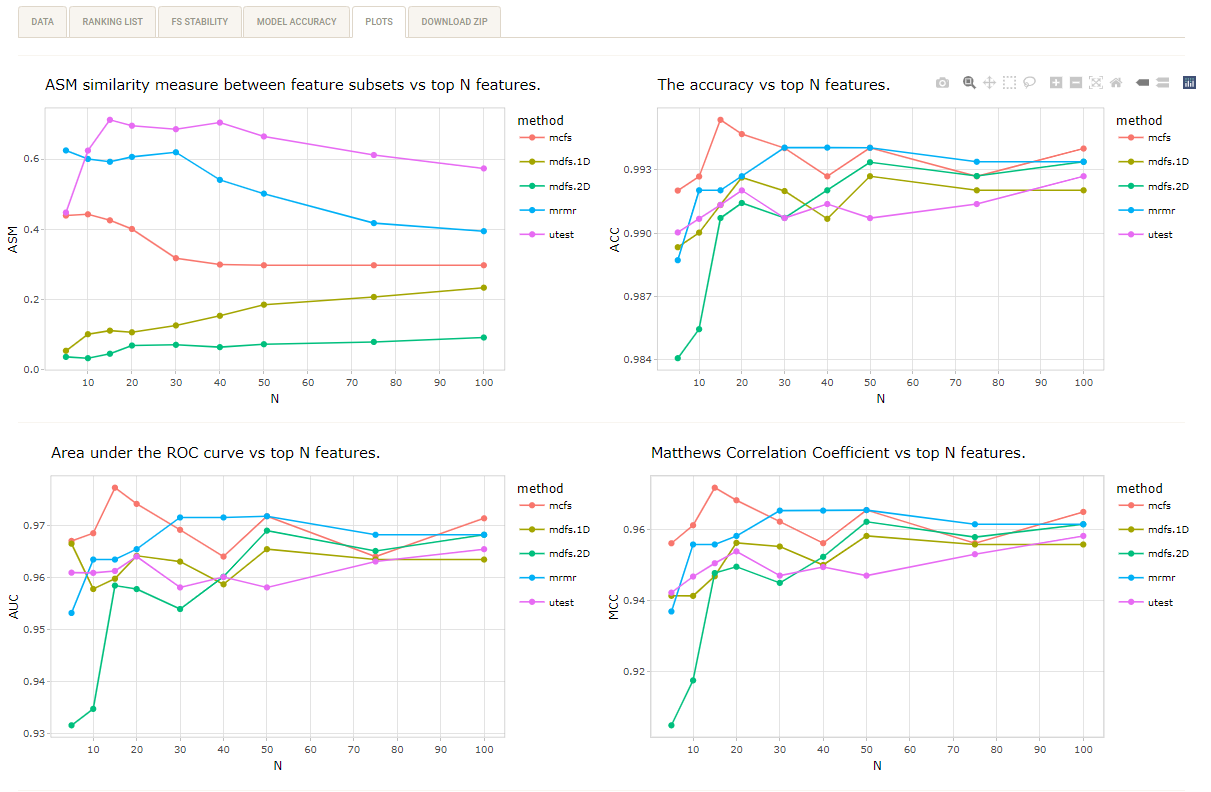 DATA RANKING LIST FS STABILITY MODEL ACCURACY PLOTS DOWNLOAD ZIP
ASM similarity measure between feature subsets vs top N features.
method
mcfs
mdfs.1D
mdfs.2D
mrmr
utest
ASM
0.6
0.4
0.2
0.0
10 20 30 40 50 60 70 80 90 100
N
The accuracy vs top N features.
method
mcfs
mdfs.1D
mdfs.2D
mrmr
utest
ACC
0.993
0.990
0.987
0.984
10 20 30 40 50 60 70 80 90 100
N
Area under the ROC curve vs top N features.
method
mcfs
mdfs.1D
mdfs.2D
mrmr
utest
AUC
0.97
0.96
0.95
0.94
0.93
10 20 30 40 50 60 70 80 90 100
N
Matthews Correlation Coefficient vs top N features.
method
mcfs
mdfs.1D
mdfs.2D
mrmr
utest
MCC
0.96
0.94
0.92
10 20 30 40 50 60 70 80 90 100
N